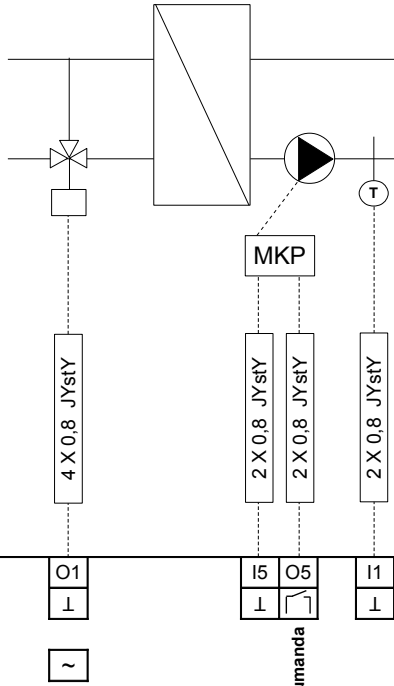 T
MKP
4 X 0,8 JYstY
2 X 0,8 JYstY
2 X 0,8 JYstY
2 X 0,8 JYstY
O1
I5
O5
I1
⊥
⊥
⊥
~